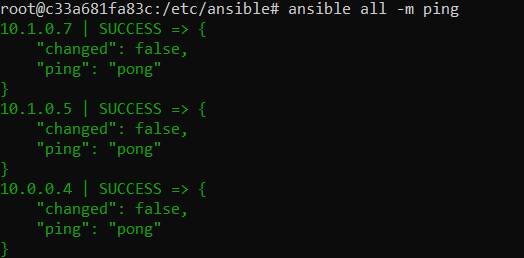 root@c33a681fa83c:/etc/ansible# ansible all -m ping
10.1.0.7 | SUCCESS => {
    "changed": false,
    "ping": "pong"
}
10.1.0.5 | SUCCESS => {
    "changed": false,
    "ping": "pong"
}
10.0.0.4 | SUCCESS => {
    "changed": false,
    "ping": "pong"
}